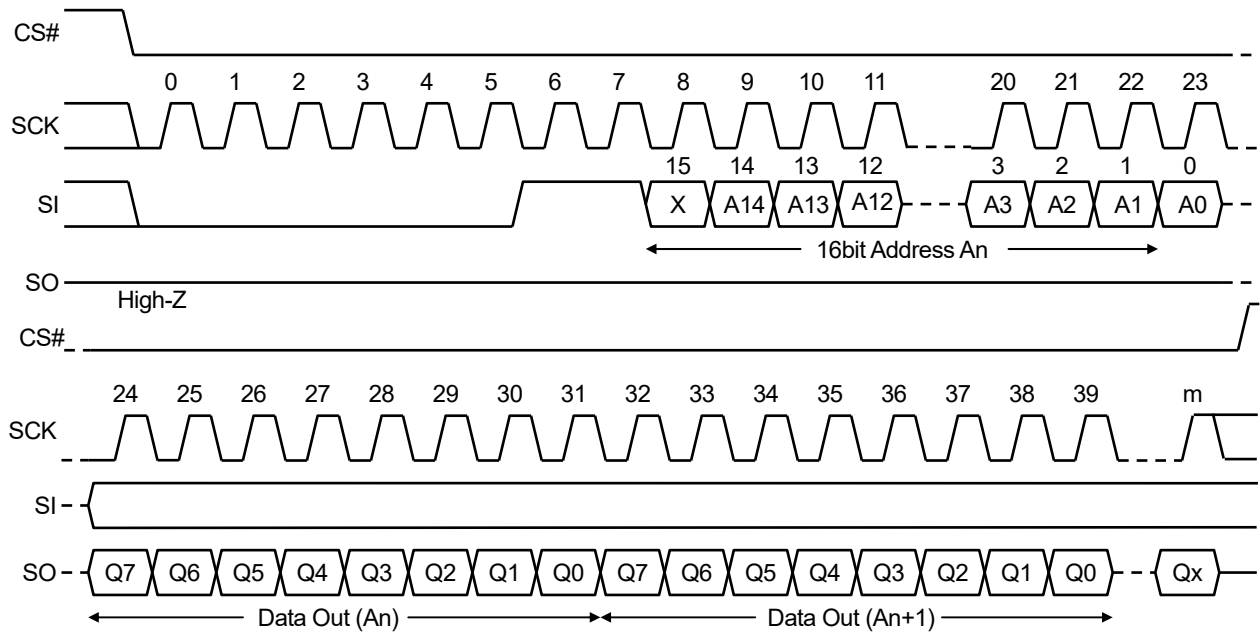 CS#
0 1 2 3 4 5 6 7 8 9 10 11 20 21 22 23
SCK
15 14 13 12 3 2 1 0
SI X A14 A13 A12 A3 A2 A1 A0
16bit Address An
SO
High-Z
CS#
24 25 26 27 28 29 30 31 32 33 34 35 36 37 38 39 m
SCK
SI
SO Q7 Q6 Q5 Q4 Q3 Q2 Q1 Q0 Q7 Q6 Q5 Q4 Q3 Q2 Q1 Q0 Qx
Data Out (An) Data Out (An+1)